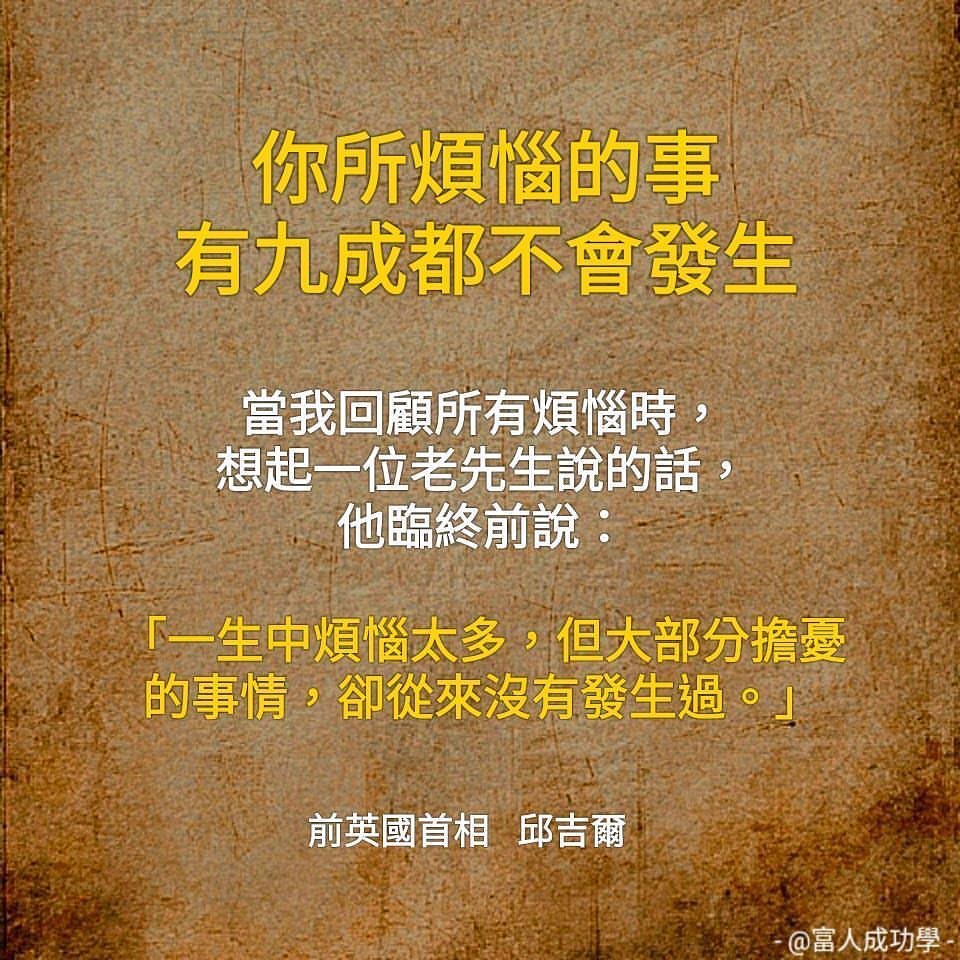 你所煩惱的事
有九成都不會發生
當我回顧所有煩惱時，
想起一位老先生說的話，
他臨終前說：
「一生中煩惱太多，但大部分擔憂
的事情，卻從來沒有發生過。」
前英國首相 邱吉爾
- @富人成功學 -